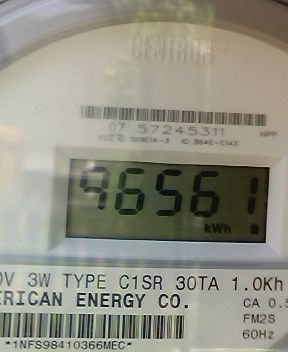 CENTRON
07 57245311 HPP
96561
kWh
0V 3W TYPE C1SR 30TA 1.0Kh
ERICAN ENERGY CO. CA 0.5
FM2S
60Hz
*1NFS98410366MEC*